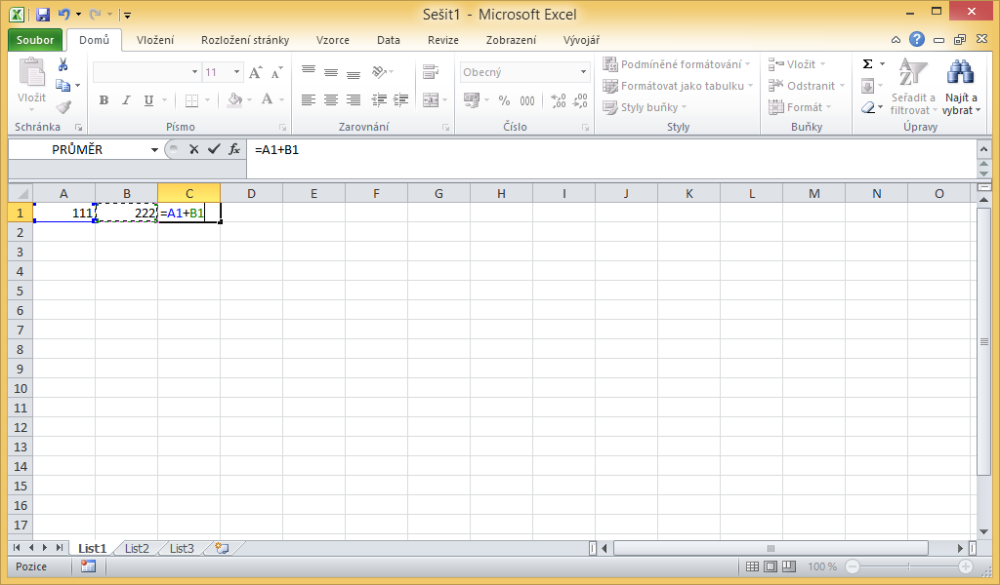 Sešit1 - Microsoft Excel
Soubor Domů Vložení Rozložení stránky Vzorce Data Revize Zobrazení Vývojář
Vložit
Schránka
11
B I U
A
Písmo
Zarovnání
Obecný
% 000
Číslo
Podmíněné formátování
Formátovat jako tabulku
Styly buňky
Styly
Vložit
Odstranit
Formát
Buňky
Σ
Seřadit a filtrovat
Najít a vybrat
Úpravy
PRŮMĚR fx =A1+B1
A B C D E F G H I J K L M N O
1 111 222 =A1+B1
2
3
4
5
6
7
8
9
10
11
12
13
14
15
16
17
List1 List2 List3
Pozice 100 %